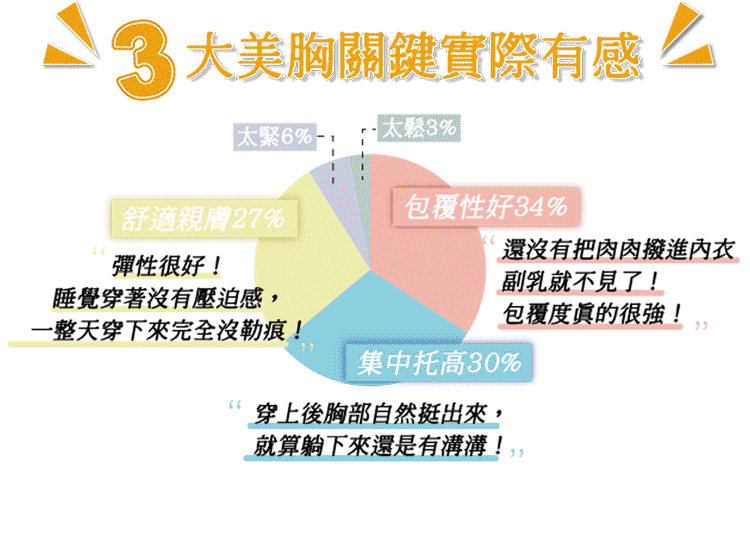 3大美胸關鍵實際有感
太緊6%
太鬆3%
舒適親膚27%
包覆性好34%
“彈性很好！
睡覺穿著沒有壓迫感，
一整天穿下來完全沒勒痕！”
“還沒有把肉肉撥進內衣
副乳就不見了！
包覆度真的很強！”
集中托高30%
“穿上後胸部自然挺出來，
就算躺下來還是有溝溝！”